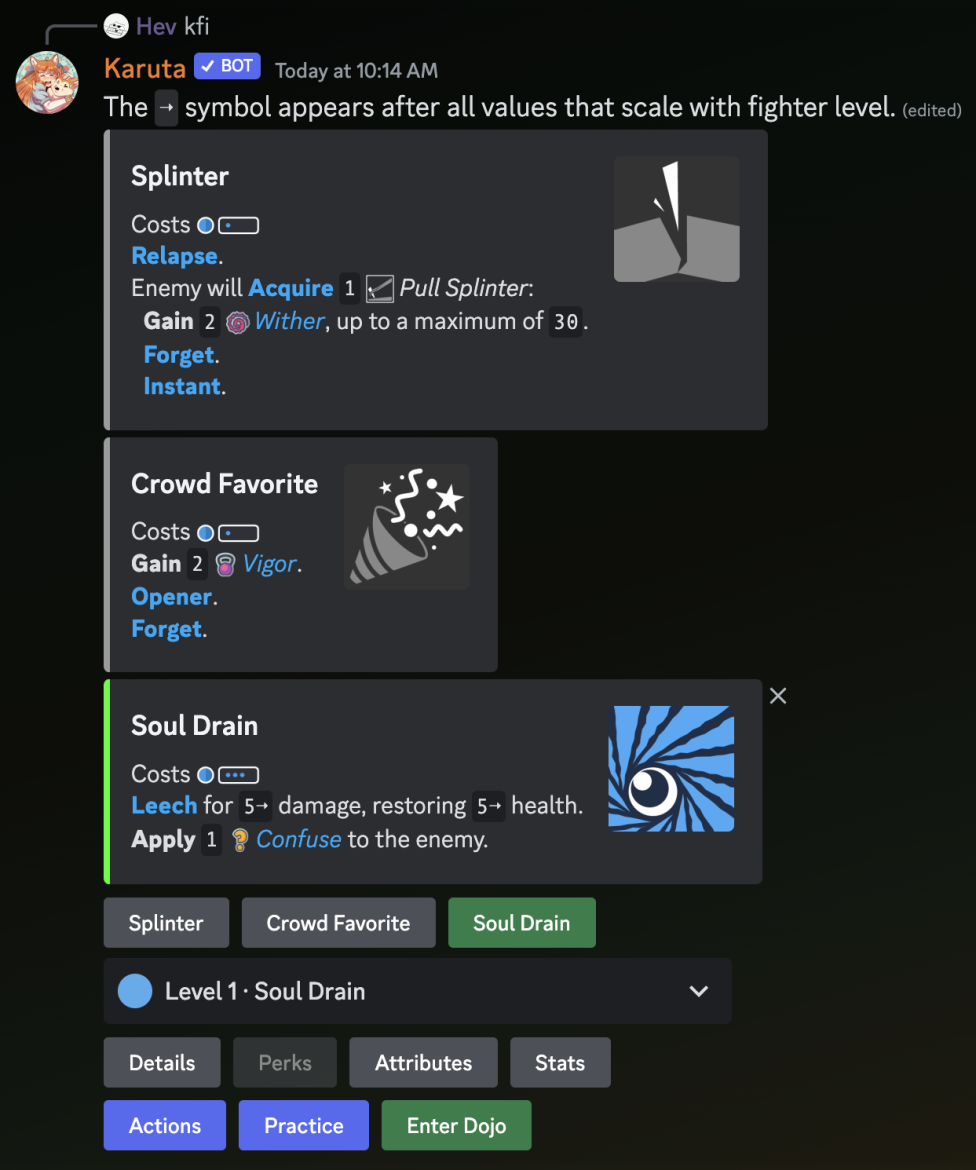 Hev kfi
Karuta ✓ BOT Today at 10:14 AM
The → symbol appears after all values that scale with fighter level. (edited)
Splinter
Costs
Relapse.
Enemy will Acquire 1 Pull Splinter:
Gain 2 Wither, up to a maximum of 30.
Forget.
Instant.
Crowd Favorite
Costs
Gain 2 Vigor.
Opener.
Forget.
Soul Drain
Costs
Leech for 5→ damage, restoring 5→ health.
Apply 1 Confuse to the enemy.
Splinter Crowd Favorite Soul Drain
Level 1 · Soul Drain
Details Perks Attributes Stats
Actions Practice Enter Dojo